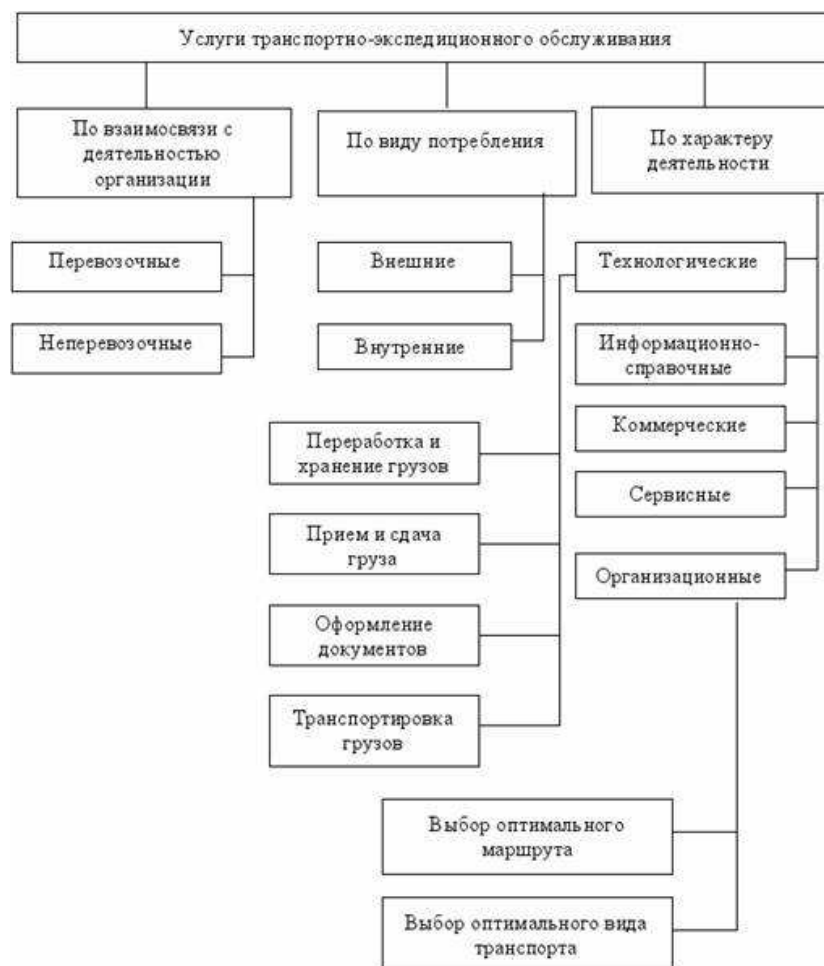 Услуги транспортно-экспедиционного обслуживания
По взаимосвязи с
деятельностью
организации
По виду потребления
По характеру
деятельности
Перевозочные
Внешние
Технологические
Неперевозочные
Внутренние
Информационно-
справочные
Коммерческие
Переработка и
хранение грузов
Сервисные
Прием и сдача
груза
Организационные
Оформление
документов
Транспортировка
грузов
Выбор оптимального
маршрута
Выбор оптимального вида
транспорта